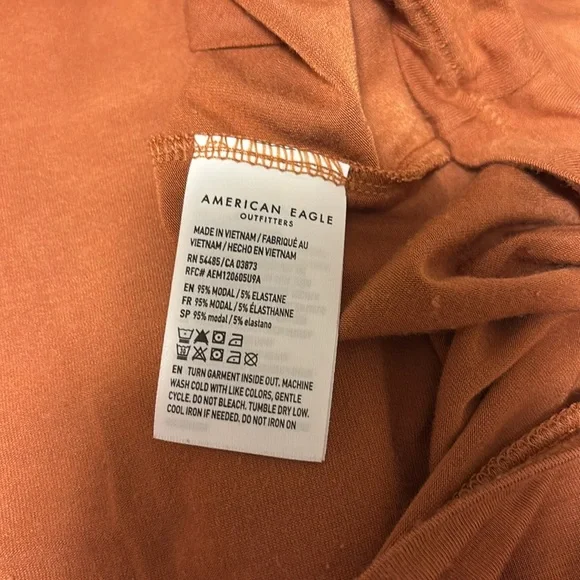 AMERICAN EAGLE
OUTFITTERS
MADE IN VIETNAM / FABRIQUÉ AU
VIETNAM / HECHO EN VIETNAM
RN 54485 / CA 03873
RFC# AEM120605U9A
EN 95% MODAL / 5% ELASTANE
FR 95% MODAL / 5% ÉLASTHANNE
SP 95% modal / 5% elastano
EN TURN GARMENT INSIDE OUT. MACHINE
WASH COLD WITH LIKE COLORS, GENTLE
CYCLE. DO NOT BLEACH. TUMBLE DRY LOW.
COOL IRON IF NEEDED. DO NOT IRON ON